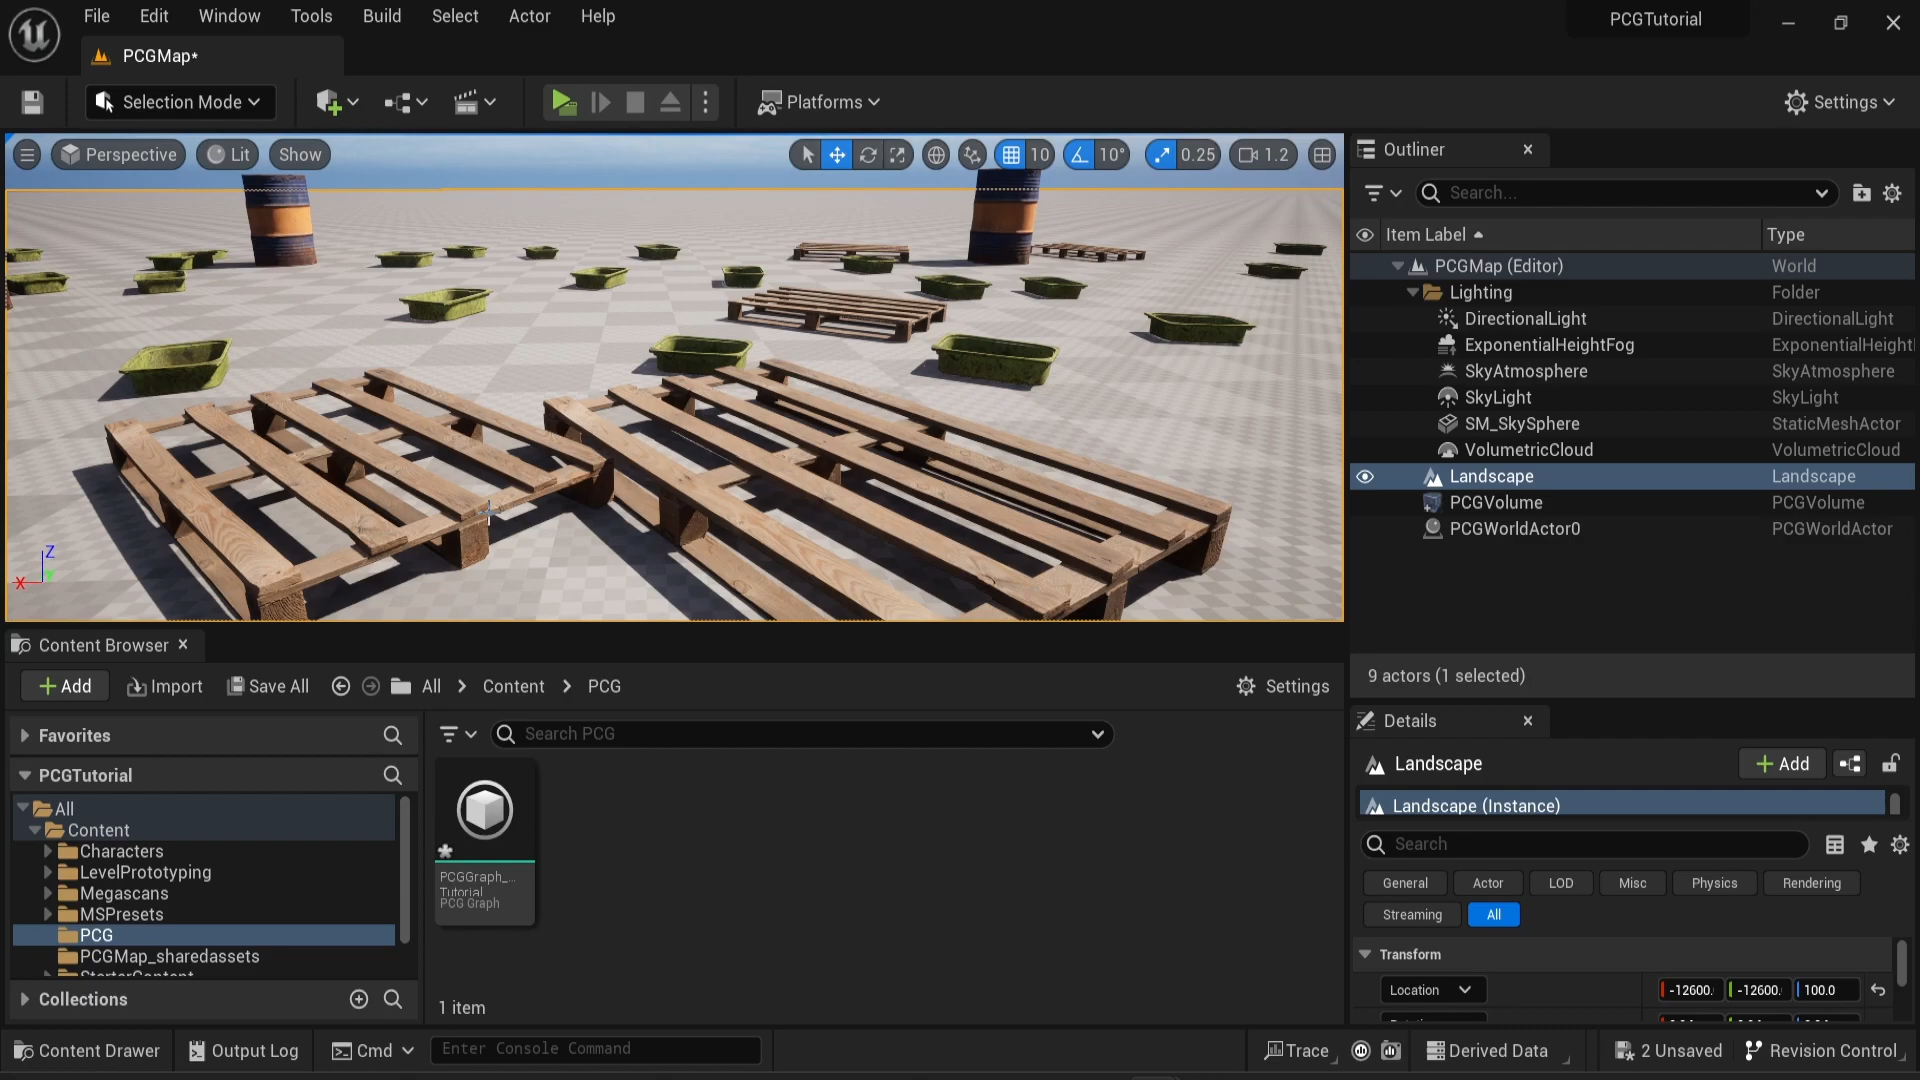 File Edit Window Tools Build Select Actor Help
PCGTutorial
PCGMap*
Selection Mode
Platforms
Settings
Perspective Lit Show
10 10° 0.25 1.2
Z
X
Outliner
Search...
Item Label Type
PCGMap (Editor) World
Lighting Folder
DirectionalLight DirectionalLight
ExponentialHeightFog ExponentialHeight
SkyAtmosphere SkyAtmosphere
SkyLight SkyLight
SM_SkySphere StaticMeshActor
VolumetricCloud VolumetricCloud
Landscape Landscape
PCGVolume PCGVolume
PCGWorldActor0 PCGWorldActor
9 actors (1 selected)
Content Browser
Add Import Save All All Content PCG Settings
Favorites
Search PCG
PCGTutorial
All
Content
Characters
LevelPrototyping
Megascans
MSPresets
PCG
PCGMap_sharedassets
Collections
PCGGraph_...
Tutorial
PCG Graph
1 item
Details
Landscape Add
Landscape (Instance)
Search
General Actor LOD Misc Physics Rendering
Streaming All
Transform
Location -12600. -12600. 100.0
Content Drawer Output Log Cmd Enter Console Command Trace Derived Data 2 Unsaved Revision Control